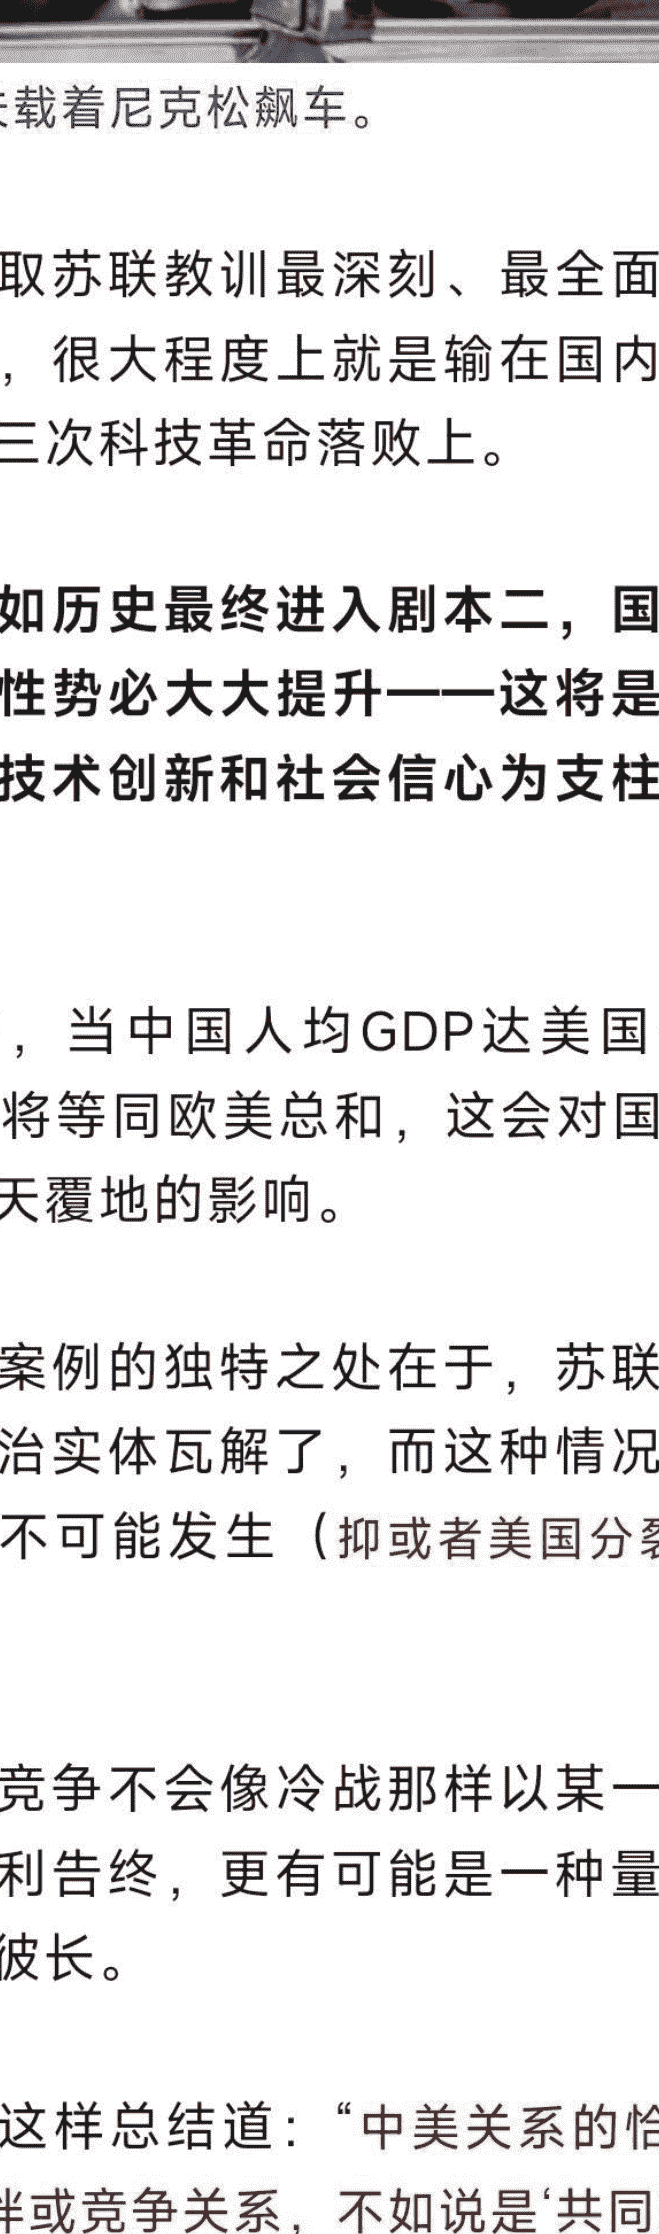 载着尼克松飙车。
取苏联教训最深刻、最全面
，很大程度上就是输在国内
三次科技革命落败上。
如历史最终进入剧本二，国
性势必大大提升——这将是
技术创新和社会信心为支柱
，当中国人均GDP达美国
将等同欧美总和，这会对国
天覆地的影响。
案例的独特之处在于，苏联
治实体瓦解了，而这种情况
不可能发生（抑或者美国分裂
竞争不会像冷战那样以某一
利告终，更有可能是一种量
彼长。
这样总结道：“中美关系的恰
伴或竞争关系，不如说是‘共同